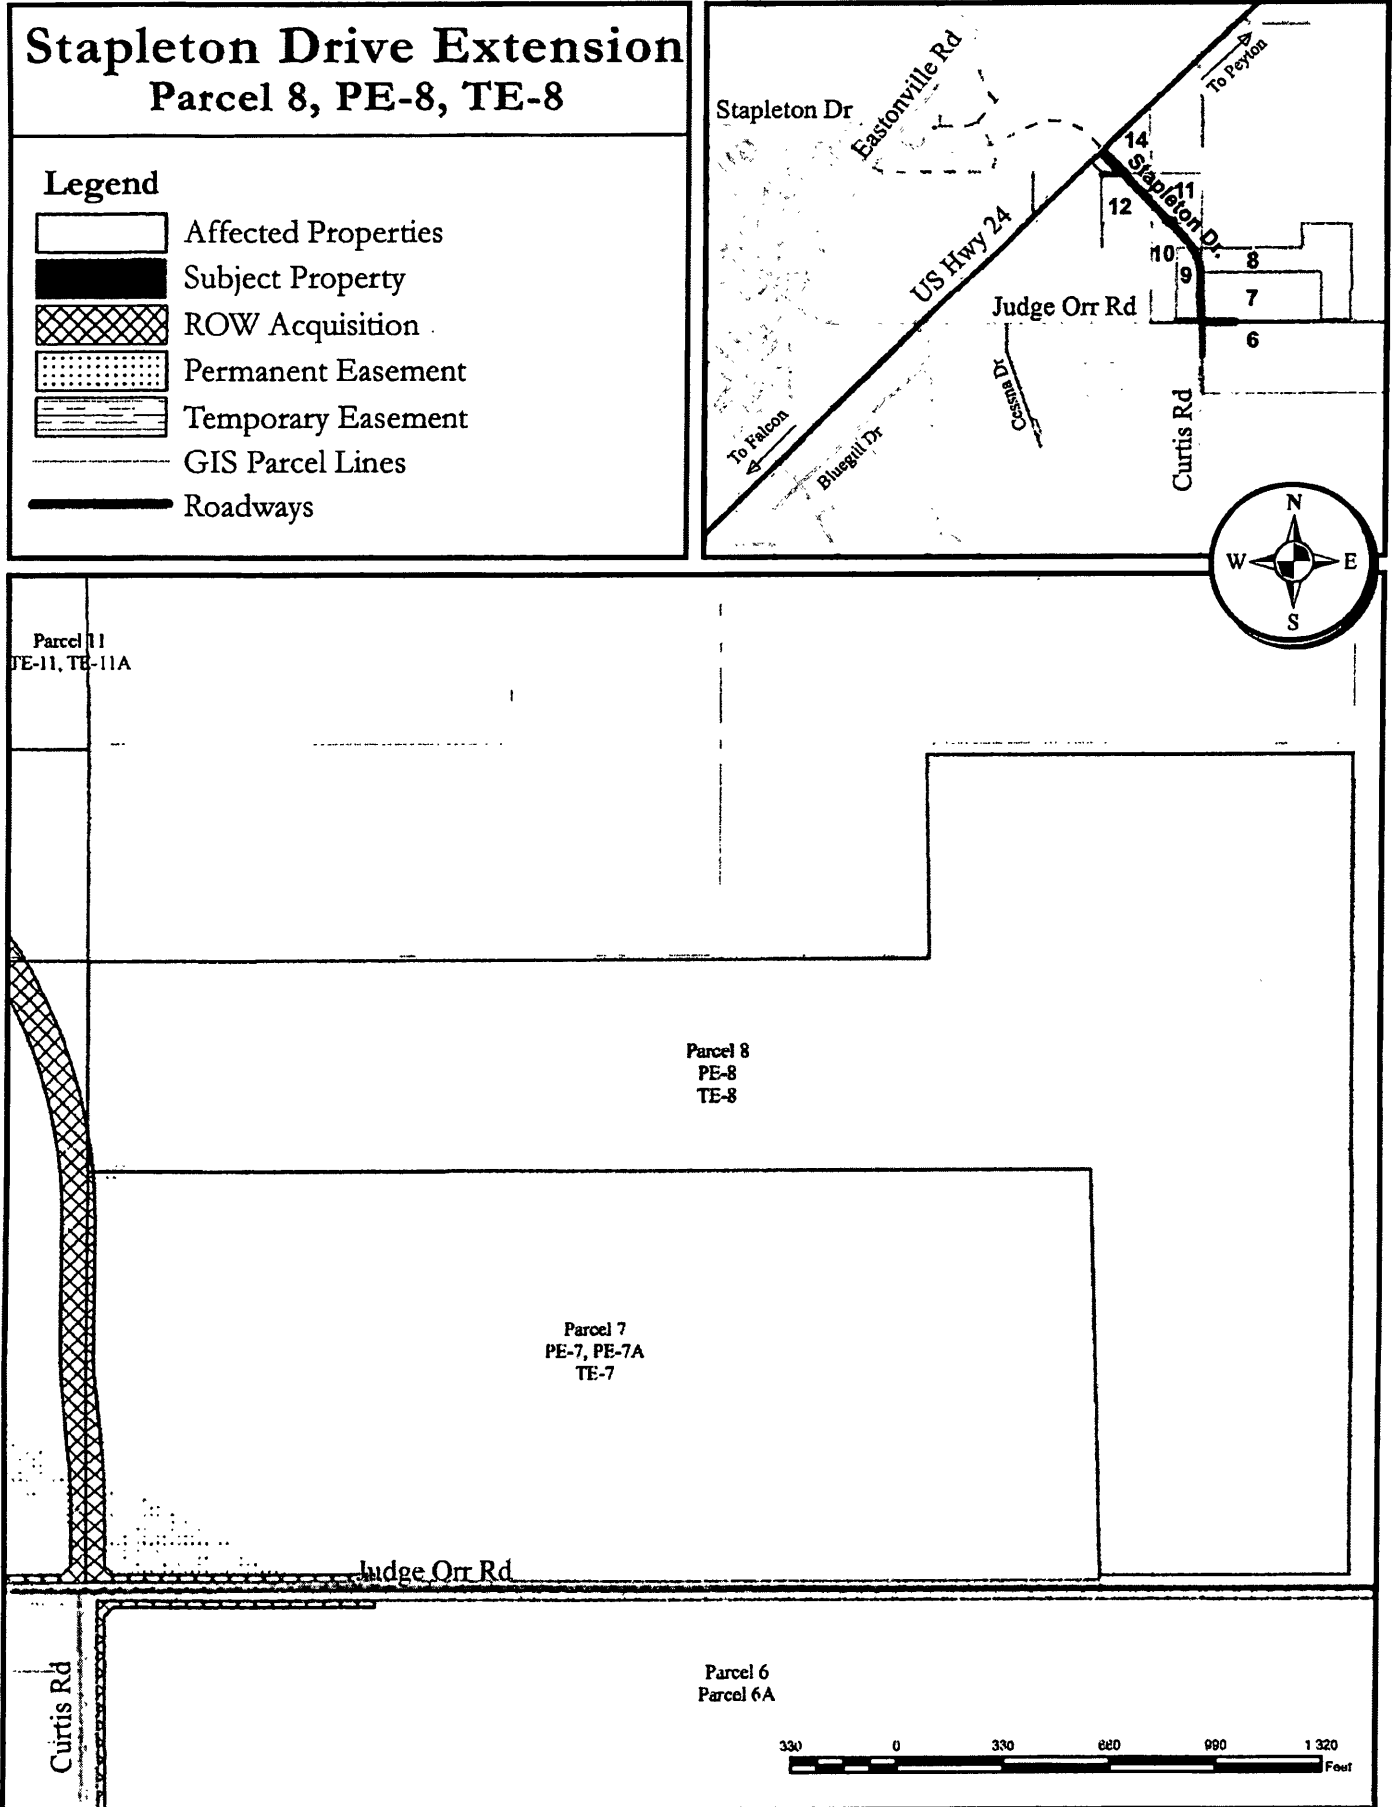 Stapleton Drive Extension
Parcel 8, PE-8, TE-8
Legend
Affected Properties
Subject Property
ROW Acquisition
Permanent Easement
Temporary Easement
GIS Parcel Lines
Roadways
Stapleton Dr
Eastonville Rd
To Peyton
14
Stapleton Dr.
11
12
10
9
8
7
6
US Hwy 24
Judge Orr Rd
Cessna Dr
Curtis Rd
To Falcon
Bluegill Dr
N
W
E
S
Parcel 11
TE-11, TE-11A
Parcel 8
PE-8
TE-8
Parcel 7
PE-7, PE-7A
TE-7
Judge Orr Rd
Curtis Rd
Parcel 6
Parcel 6A
330 0 330 660 990 1 320
Feet